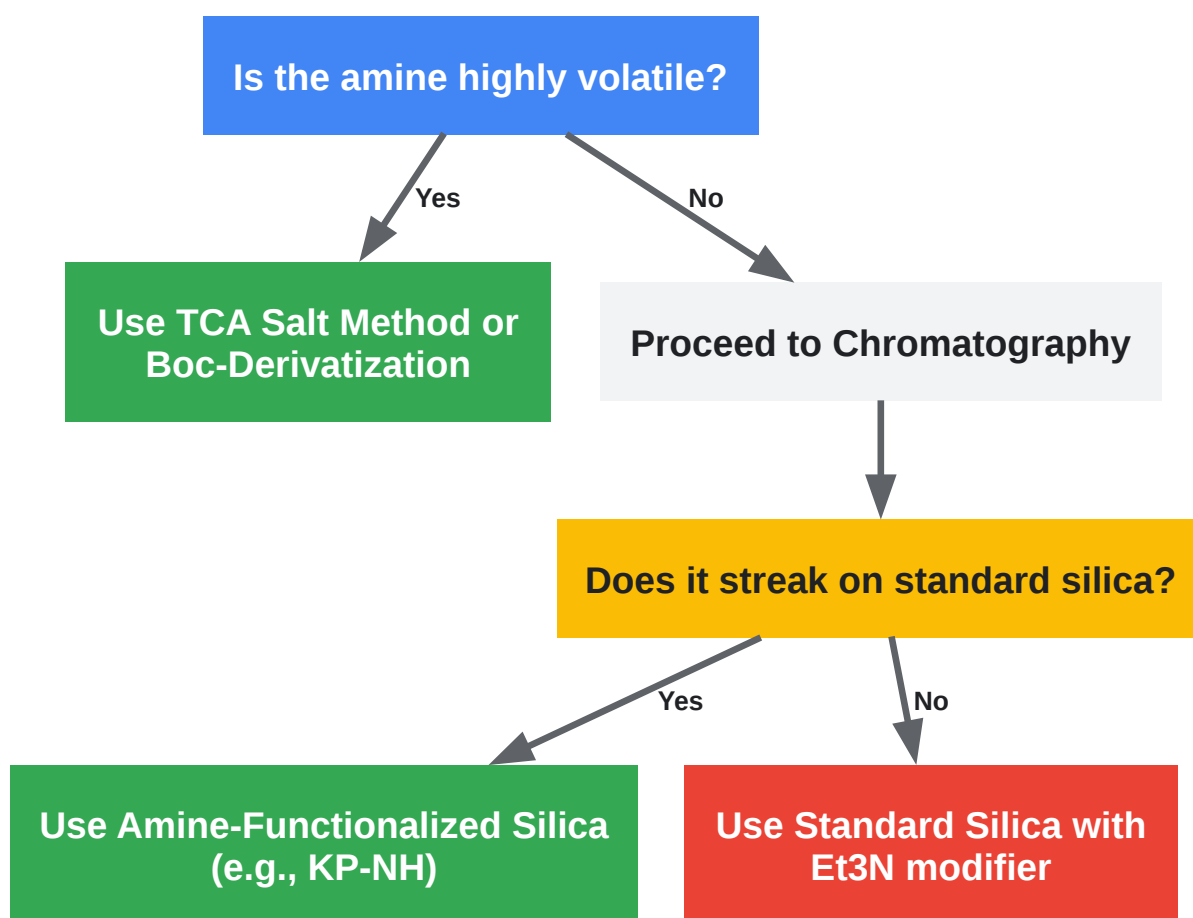 Is the amine highly volatile?
Yes
No
Use TCA Salt Method or
Boc-Derivatization
Proceed to Chromatography
Does it streak on standard silica?
Yes
No
Use Amine-Functionalized Silica
(e.g., KP-NH)
Use Standard Silica with
Et3N modifier